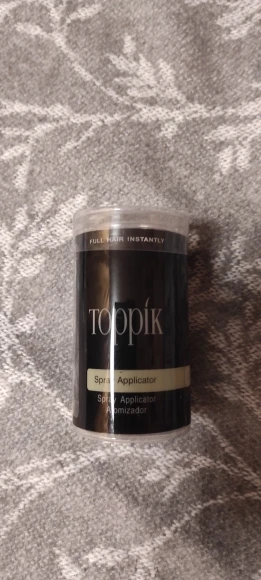 FULL HAIR INSTANTLY
Toppik
Spray Applicator
Spray Applicator
Atomizador